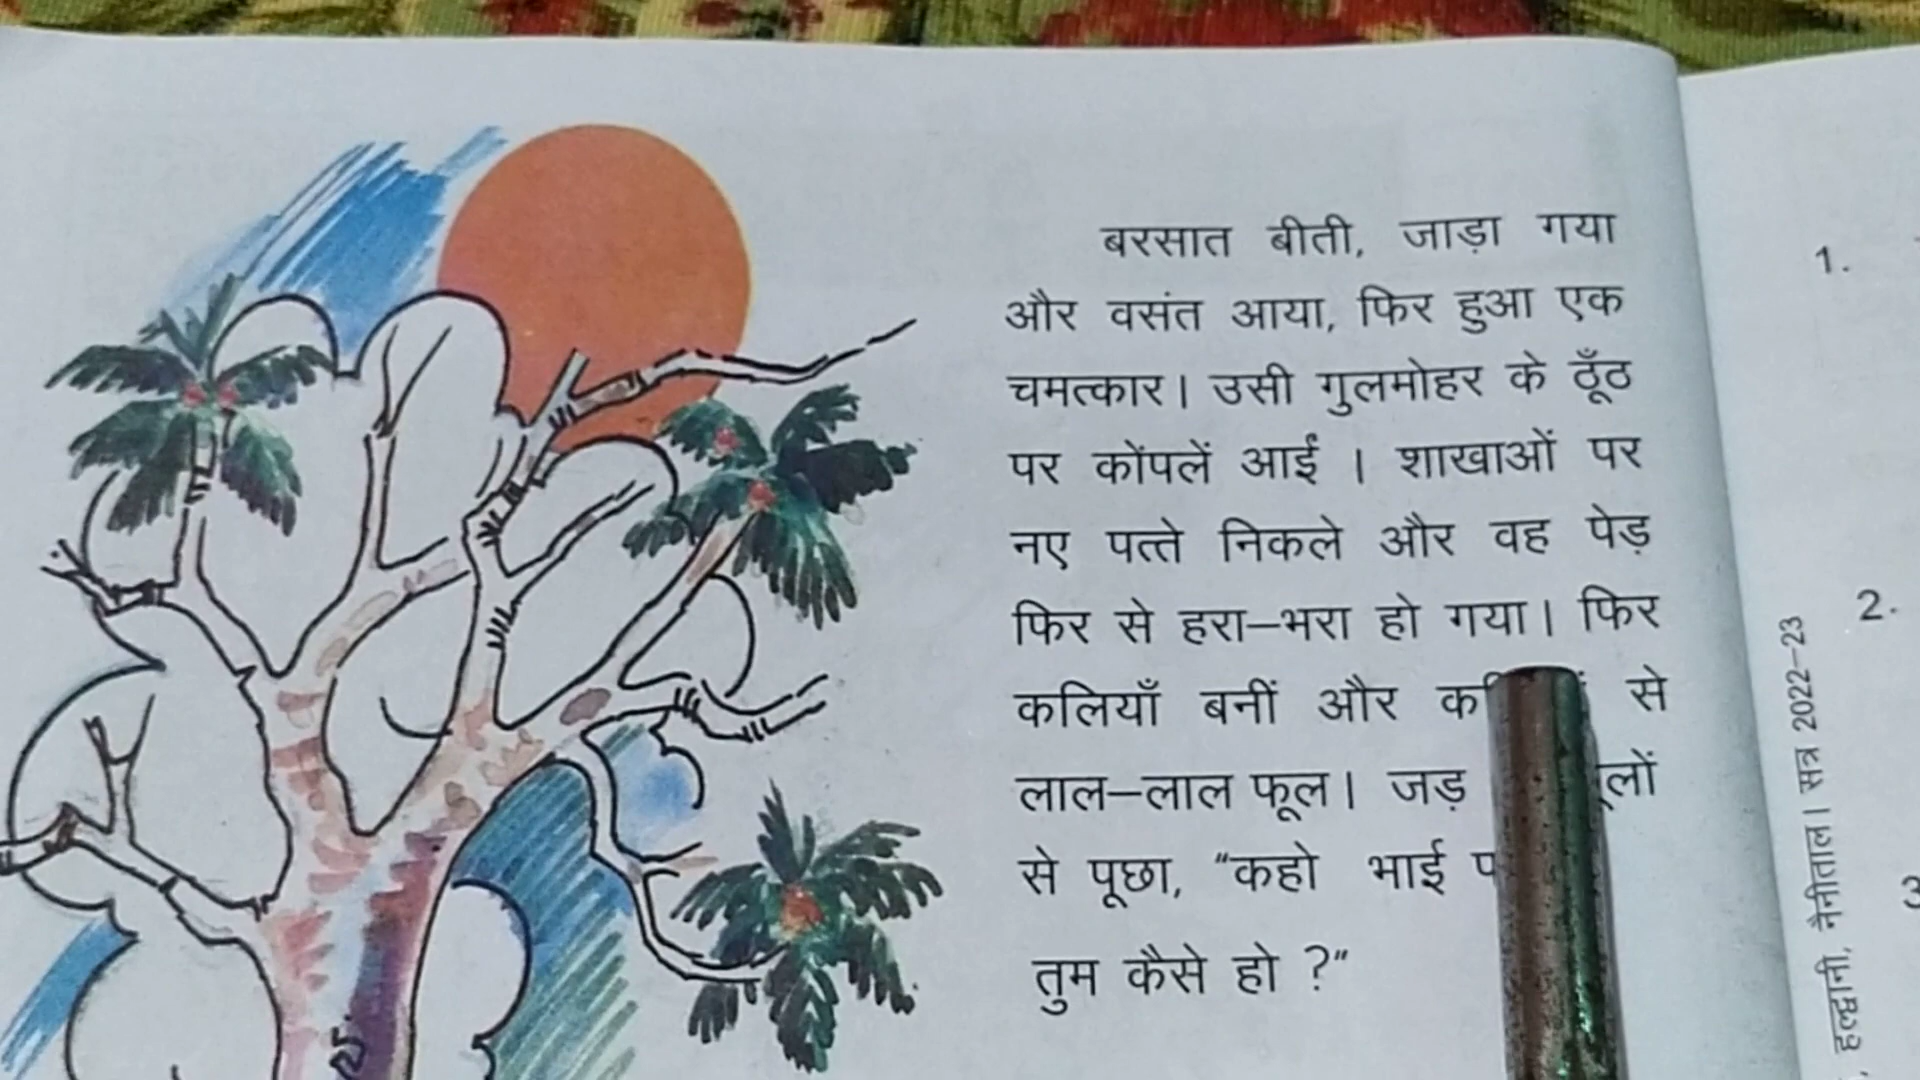 बरसात बीती, जाड़ा गया
और वसंत आया, फिर हुआ एक
चमत्कार। उसी गुलमोहर के ठूँठ
पर कोंपलें आईं । शाखाओं पर
नए पत्ते निकले और वह पेड़
फिर से हरा–भरा हो गया। फिर
कलियाँ बनीं और से
लाल–लाल फूल। जड़
से पूछा, “कहो भाई
तुम कैसे हो ?”
1.
2.
हल्द्वानी, नैनीताल। सत्र 2022–23